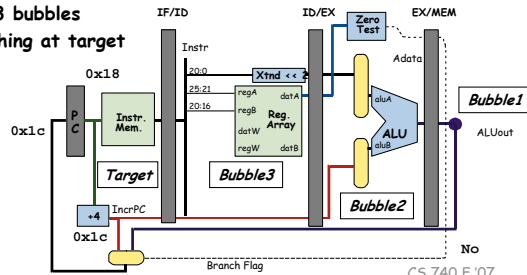 3 bubbles
hing at target
IF/ID
ID/EX
Zero
Test
EX/MEM
Instr
Adata
0x18
20:0
Xtnd << 2
25:21
regA
datA
20:16
regB
aluA
Bubble1
P
C
Instr.
Mem.
Reg.
Array
datW
ALU
0x1c
ALUout
regW
datB
aluB
Target
Bubble3
Bubble2
+4
IncrPC
0x1c
No
Branch Flag
CS 740 F '07